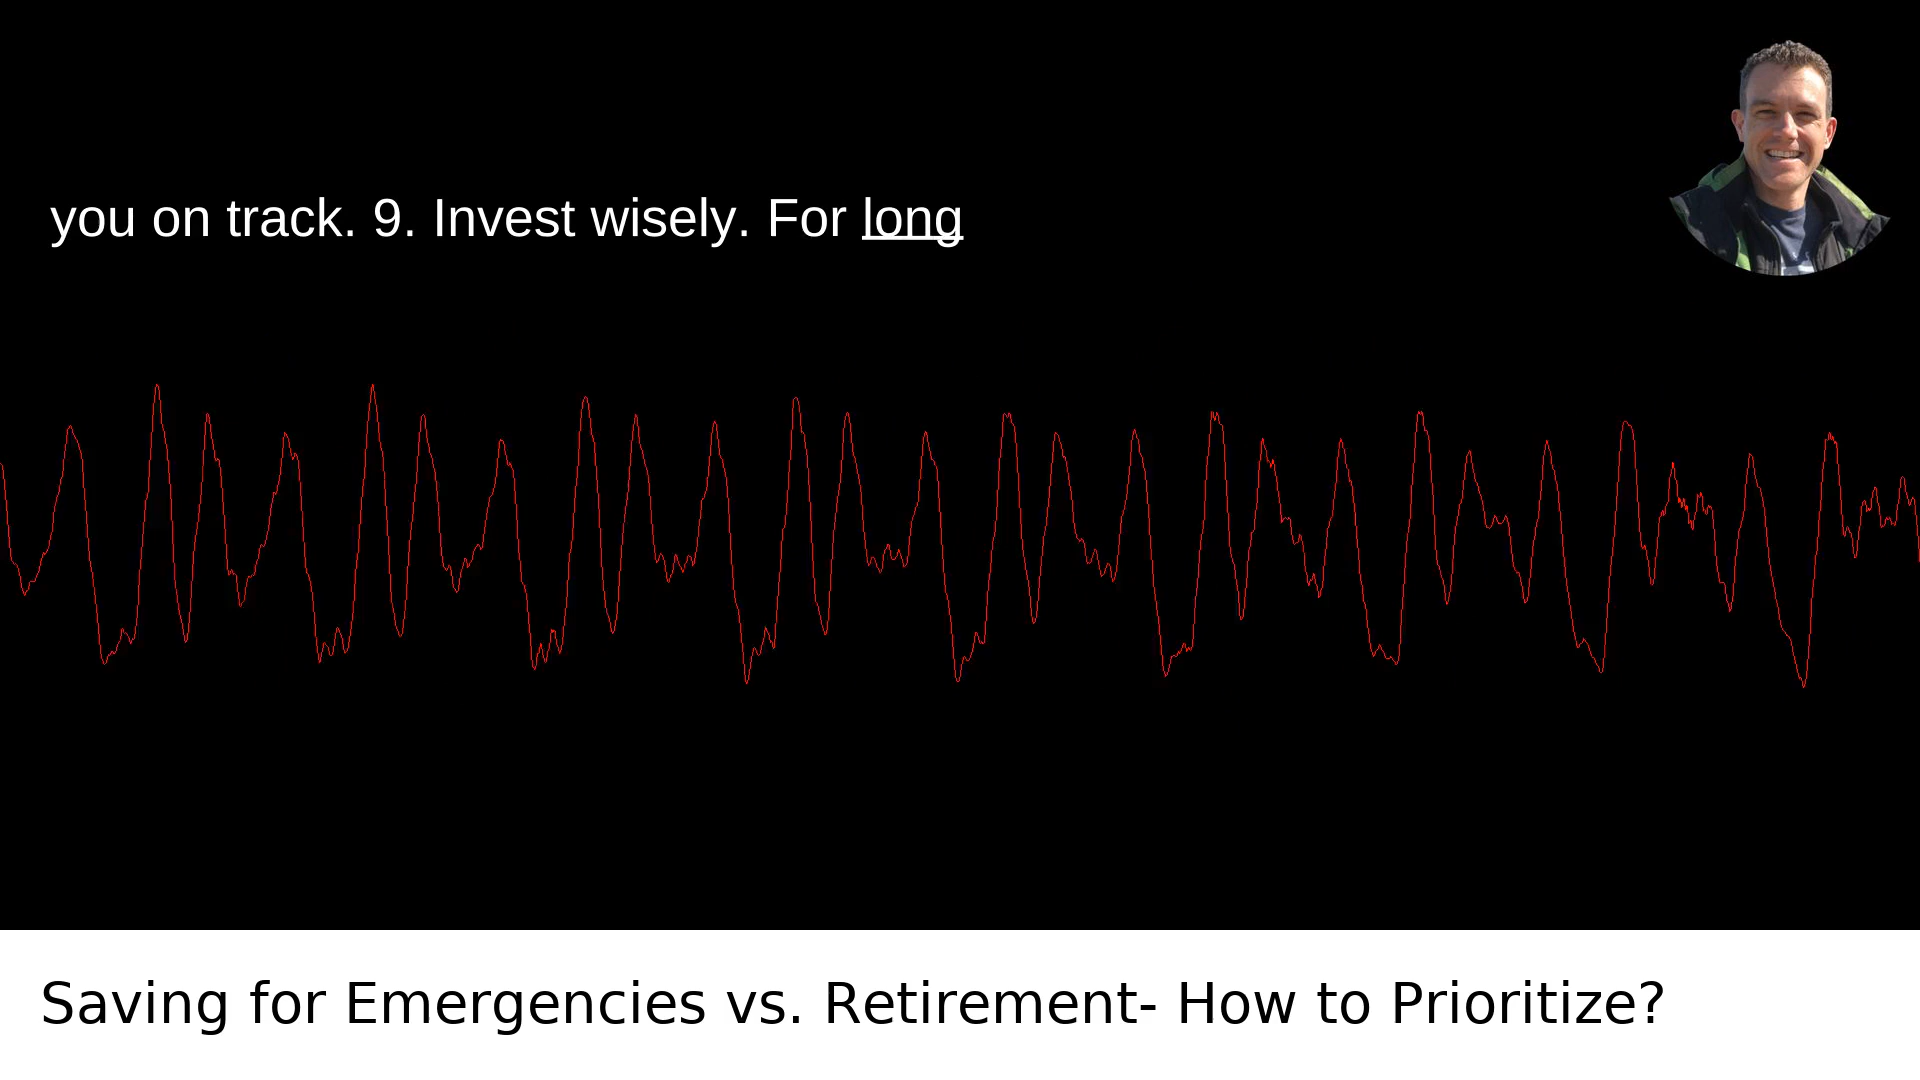 you on track. 9. Invest wisely. For long
Saving for Emergencies vs. Retirement- How to Prioritize?